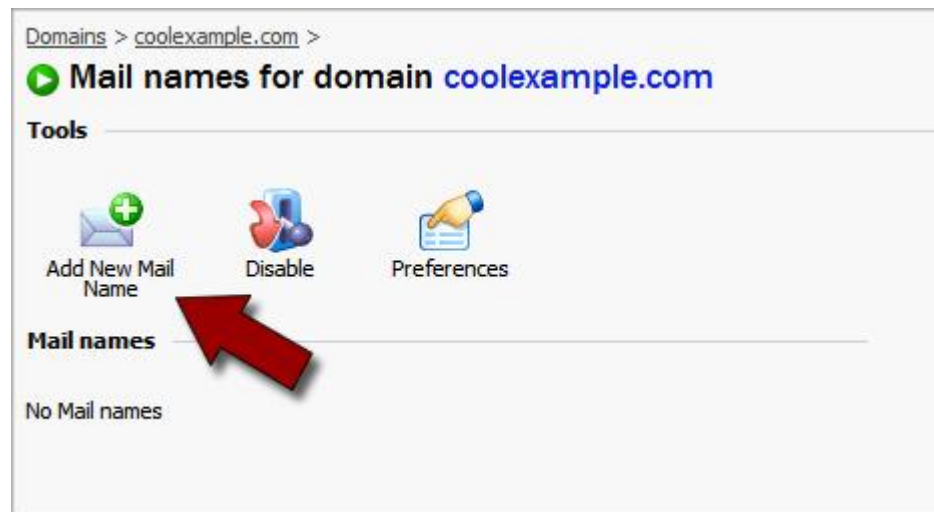 Domains > coolexample.com >
Mail names for domain coolexample.com
Tools
Add New Mail Disable Preferences
Name
Mail names
No Mail names